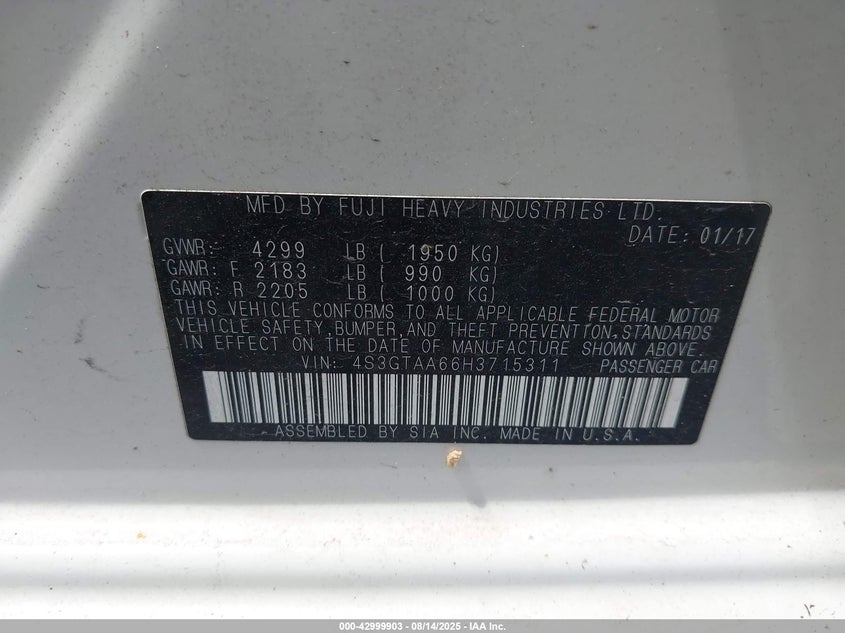 MFD BY FUJI HEAVY INDUSTRIES LTD.
DATE: 01/17
GVWR: 4299 LB ( 1950 KG)
GAWR: F 2183 LB ( 990 KG)
GAWR: R 2205 LB ( 1000 KG)
THIS VEHICLE CONFORMS TO ALL APPLICABLE FEDERAL MOTOR
VEHICLE SAFETY, BUMPER, AND THEFT PREVENTION, STANDARDS
IN EFFECT ON THE DATE OF MANUFACTURE SHOWN ABOVE.
VIN: 4S3GTAA66H3715311 PASSENGER CAR
ASSEMBLED BY SIA INC. MADE IN U.S.A.
000-42999903 - 08/14/2025 - IAA Inc.